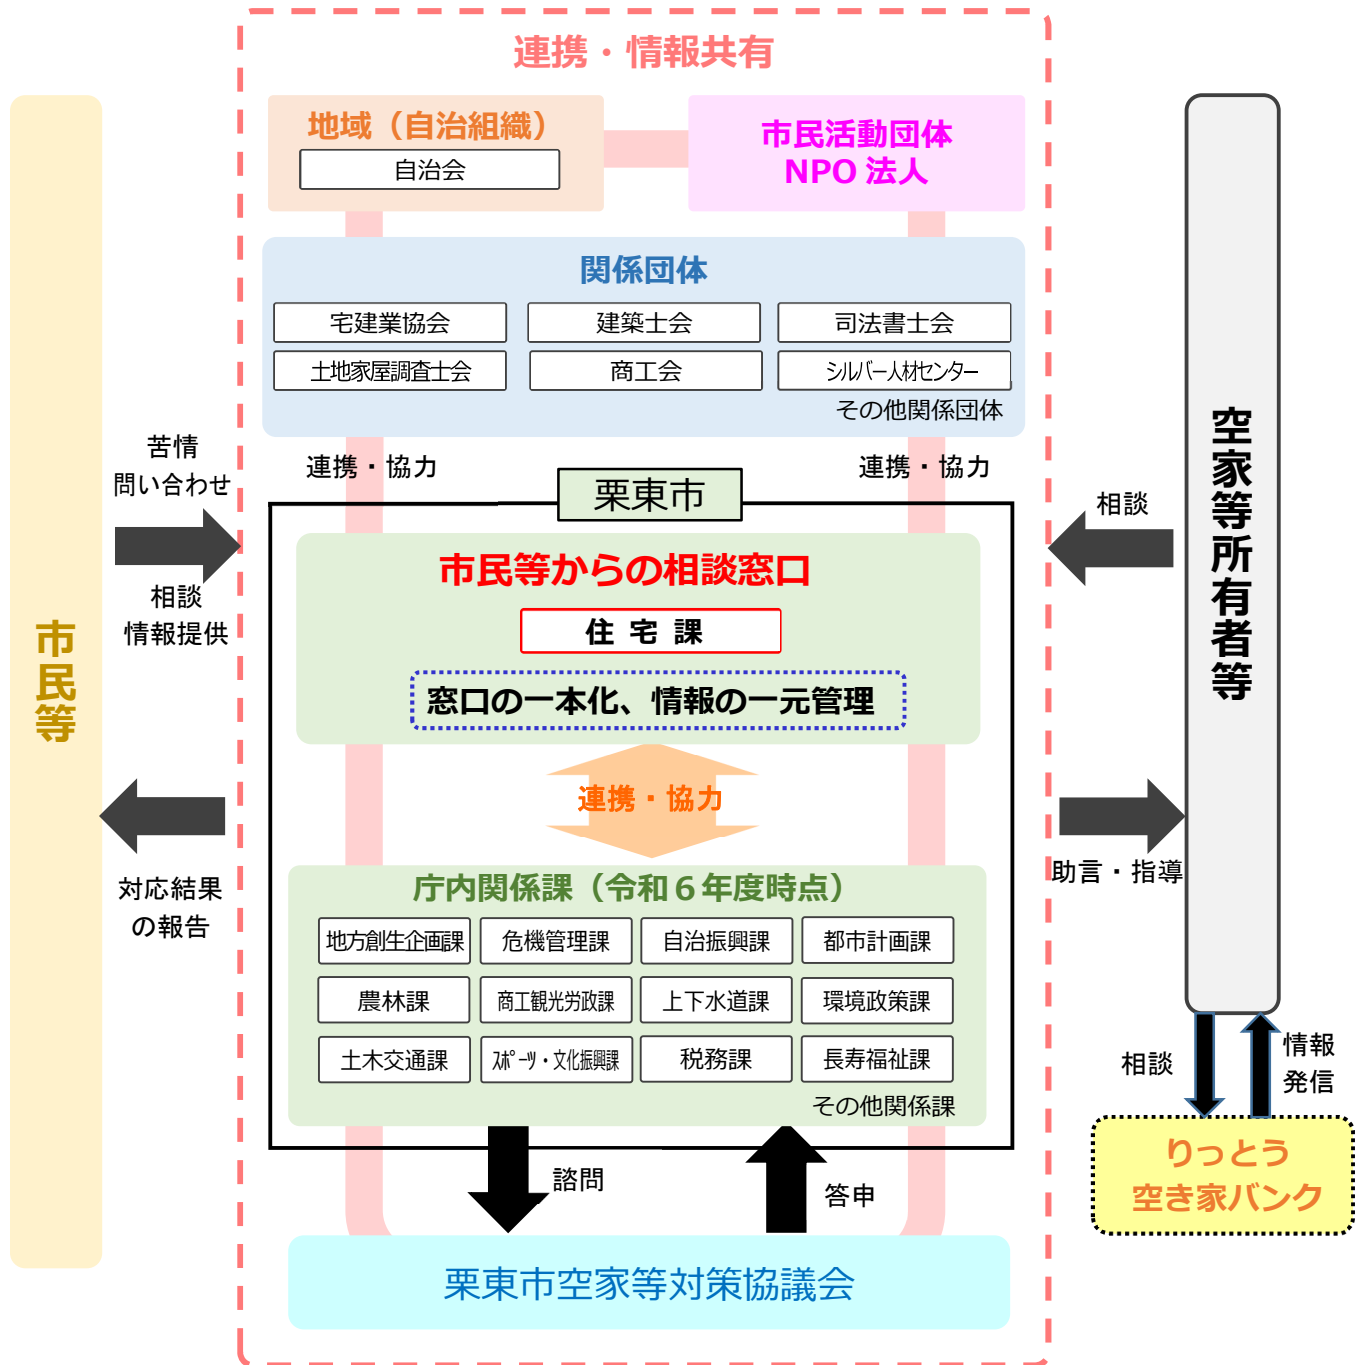 連携・情報共有
地域（自治組織）
自治会
市民活動団体
NPO 法人
関係団体
宅建業協会
建築士会
司法書士会
土地家屋調査士会
商工会
シルバー人材センター
その他関係団体
連携・協力
連携・協力
市民等
苦情
問い合わせ
相談
情報提供
対応結果
の報告
栗東市
市民等からの相談窓口
住 宅 課
窓口の一本化、情報の一元管理
連携・協力
庁内関係課（令和６年度時点）
地方創生企画課
危機管理課
自治振興課
都市計画課
農林課
商工観光労政課
上下水道課
環境政策課
土木交通課
ｽﾎﾟｰﾂ・文化振興課
税務課
長寿福祉課
その他関係課
諮問
答申
栗東市空家等対策協議会
空家等所有者等
相談
助言・指導
相談
情報
発信
りっとう
空き家バンク